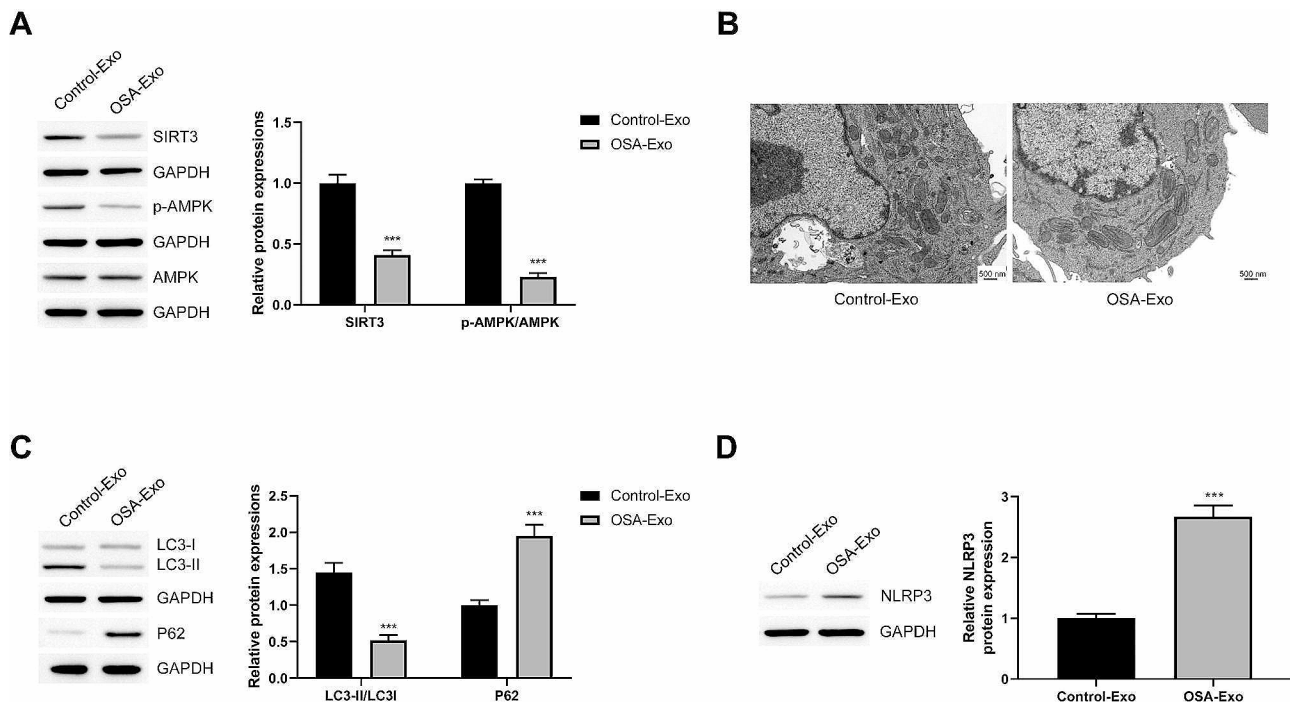 A
Control-Exo
OSA-Exo
SIRT3
GAPDH
p-AMPK
GAPDH
AMPK
GAPDH
Relative protein expressions
1.5
1.0
0.5
0.0
***
***
SIRT3
p-AMPK/AMPK
Control-Exo
OSA-Exo
B
500 nm
500 nm
Control-Exo
OSA-Exo
C
Control-Exo
OSA-Exo
LC3-I
LC3-II
GAPDH
P62
GAPDH
Relative protein expressions
2.5
2.0
1.5
1.0
0.5
0.0
***
***
LC3-II/LC3I
P62
Control-Exo
OSA-Exo
D
Control-Exo
OSA-Exo
NLRP3
GAPDH
Relative NLRP3
protein expression
3
2
1
0
***
Control-Exo
OSA-Exo